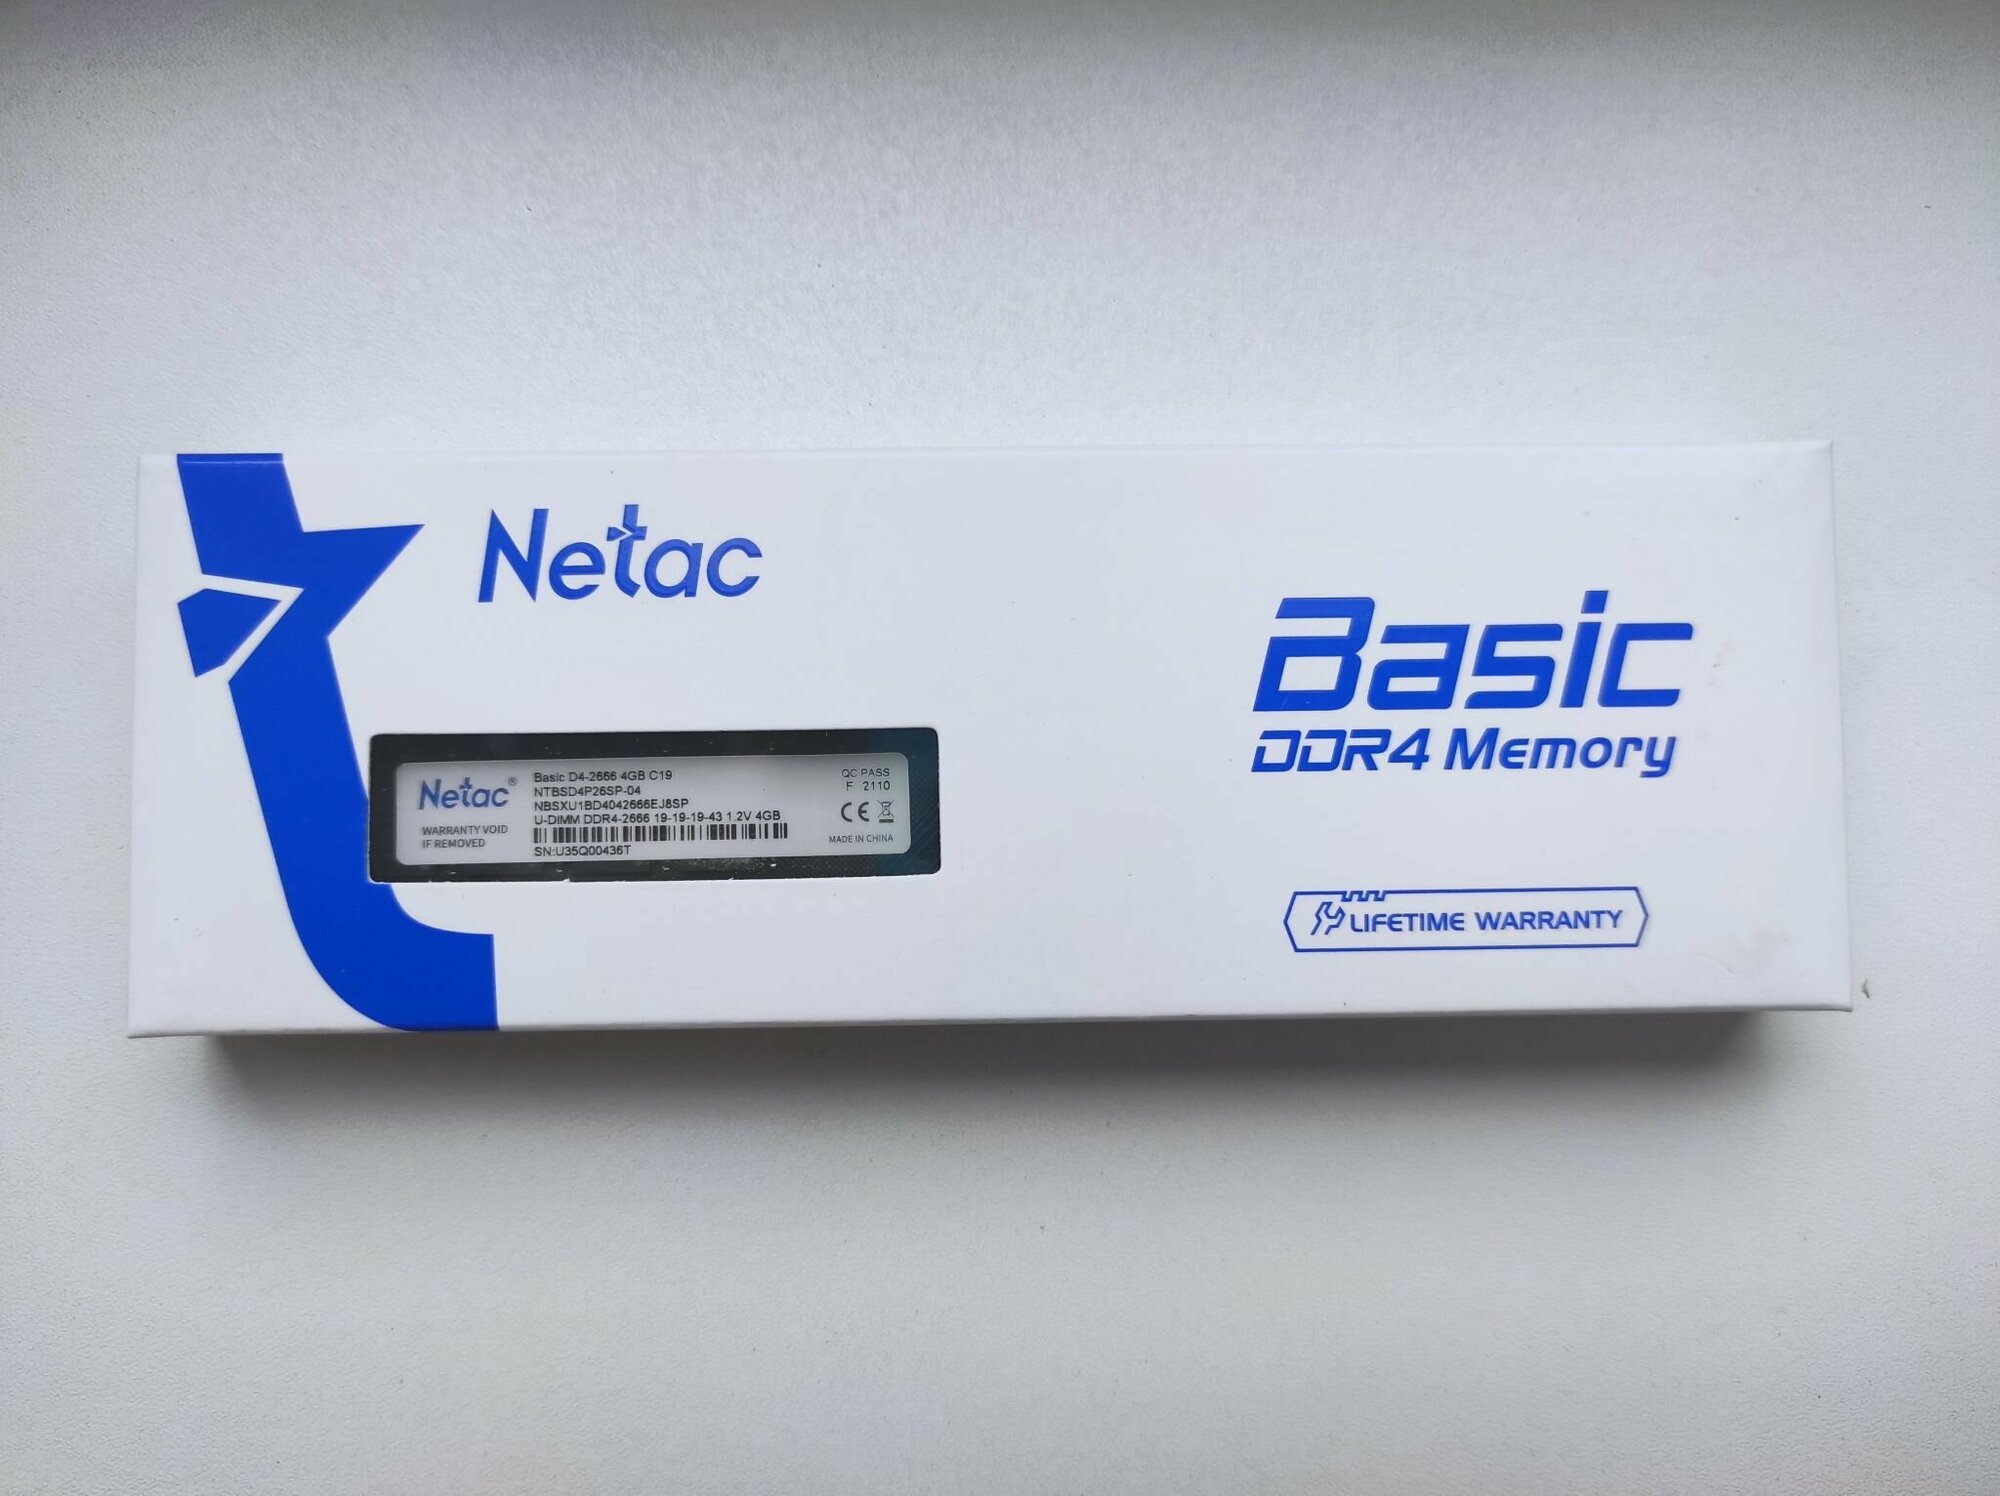 Netac
Basic
DDR4 Memory
Netac®
WARRANTY VOID
IF REMOVED
Basic D4-2666 4GB C19
NTBSD4P26SP-04
NBSXU1BD4042666EJ8SP
U-DIMM DDR4-2666 19-19-19-43 1.2V 4GB
SN:U35Q00436T
QC PASS
F 2110
CE
MADE IN CHINA
LIFETIME WARRANTY